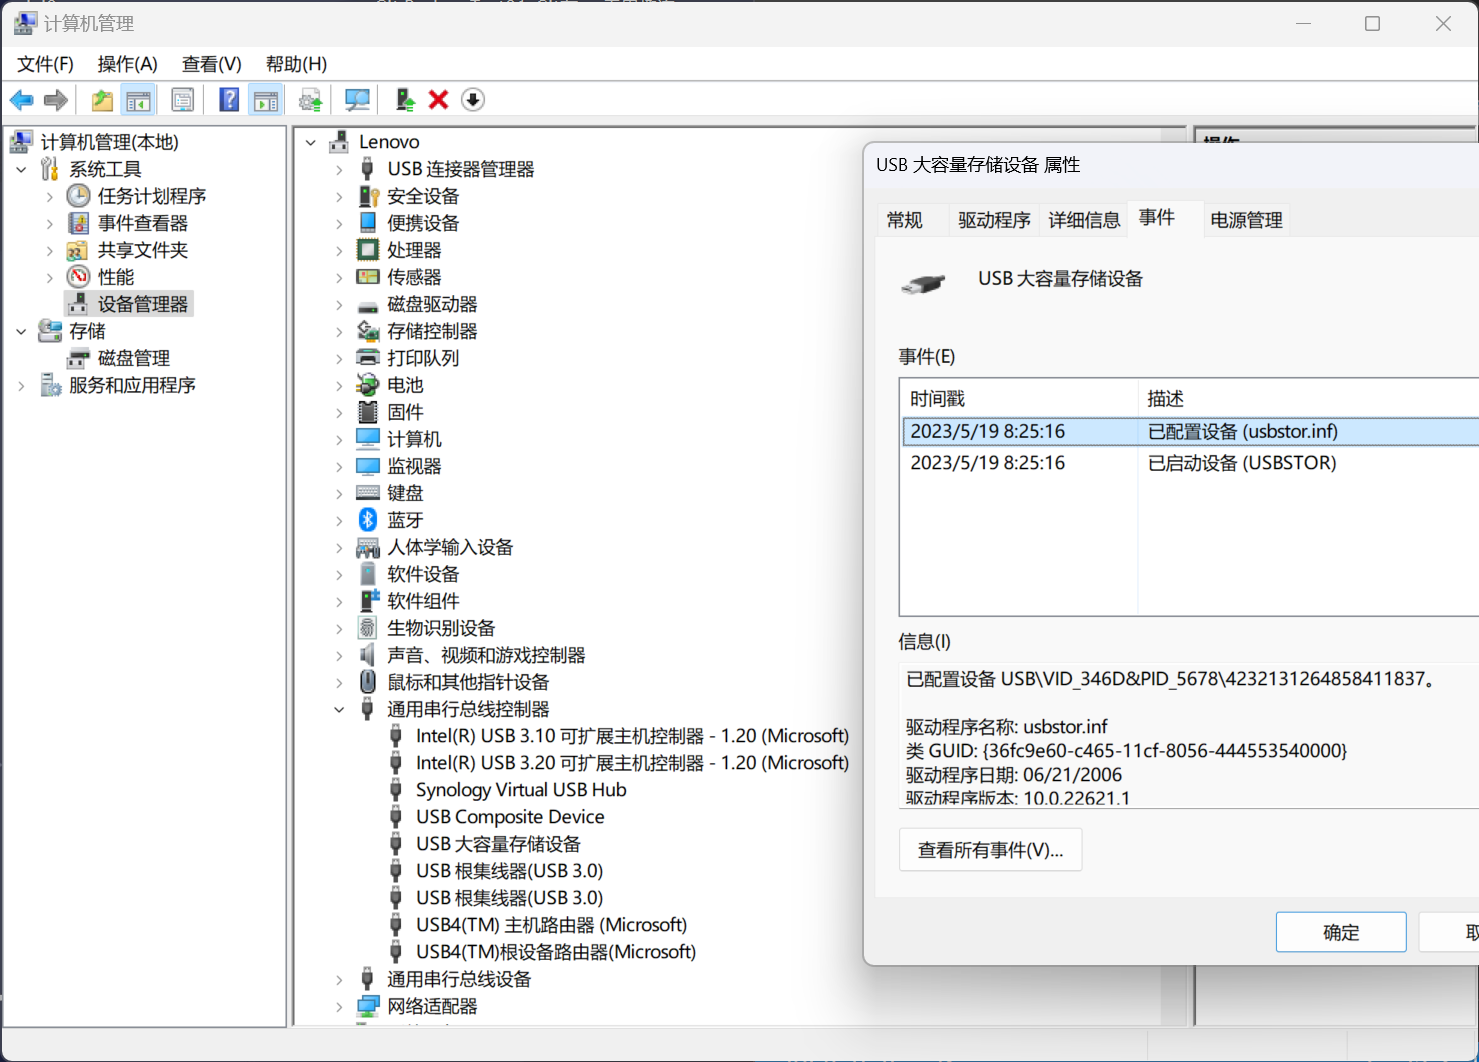 计算机管理
文件(F) 操作(A) 查看(V) 帮助(H)
计算机管理(本地)
系统工具
任务计划程序
事件查看器
共享文件夹
性能
设备管理器
存储
磁盘管理
服务和应用程序
Lenovo
USB 连接器管理器
安全设备
便携设备
处理器
传感器
磁盘驱动器
存储控制器
打印队列
电池
固件
计算机
监视器
键盘
蓝牙
人体学输入设备
软件设备
软件组件
生物识别设备
声音、视频和游戏控制器
鼠标和其他指针设备
通用串行总线控制器
Intel(R) USB 3.10 可扩展主机控制器 - 1.20 (Microsoft)
Intel(R) USB 3.20 可扩展主机控制器 - 1.20 (Microsoft)
Synology Virtual USB Hub
USB Composite Device
USB 大容量存储设备
USB 根集线器(USB 3.0)
USB 根集线器(USB 3.0)
USB4(TM) 主机路由器 (Microsoft)
USB4(TM)根设备路由器(Microsoft)
通用串行总线设备
网络适配器
USB 大容量存储设备 属性
常规 驱动程序 详细信息 事件 电源管理
USB 大容量存储设备
事件(E)
时间戳 描述
2023/5/19 8:25:16 已配置设备 (usbstor.inf)
2023/5/19 8:25:16 已启动设备 (USBSTOR)
信息(I)
已配置设备 USB\VID_346D&PID_5678\4232131264858411837。
驱动程序名称: usbstor.inf
类 GUID: {36fc9e60-c465-11cf-8056-444553540000}
驱动程序日期: 06/21/2006
驱动程序版本: 10.0.22621.1
查看所有事件(V)...
确定 取